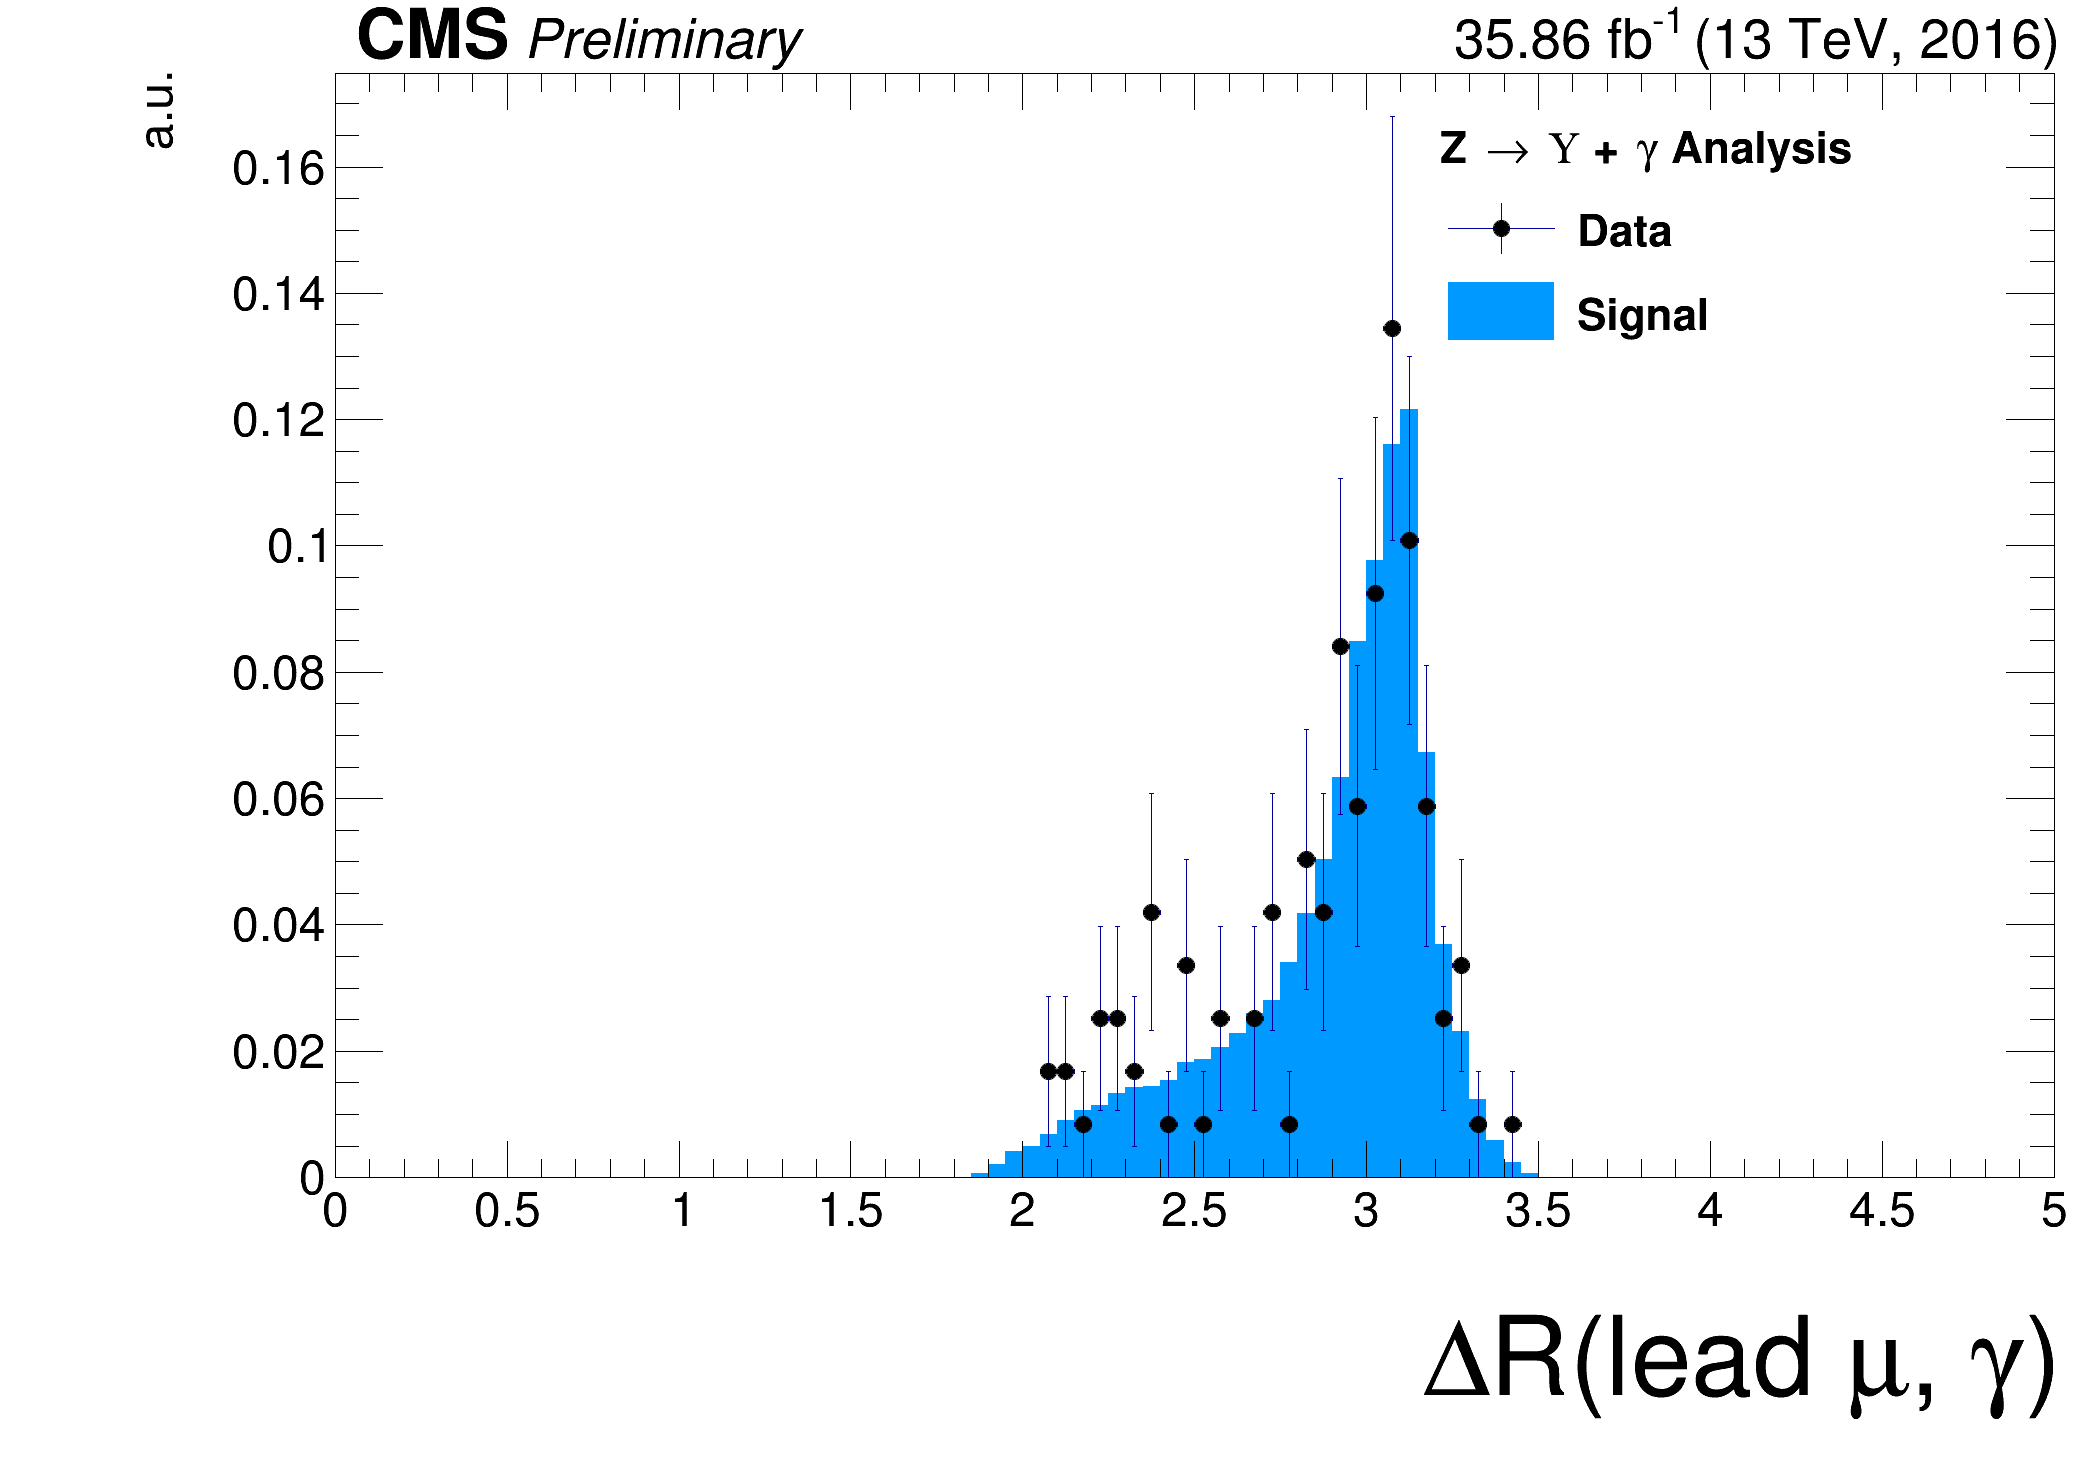 CMS Preliminary
35.86 fb⁻¹ (13 TeV, 2016)
a.u.
Z → Υ + γ Analysis
Data
Signal
0.16
0.14
0.12
0.1
0.08
0.06
0.04
0.02
0
0 0.5 1 1.5 2 2.5 3 3.5 4 4.5 5
ΔR(lead μ, γ)